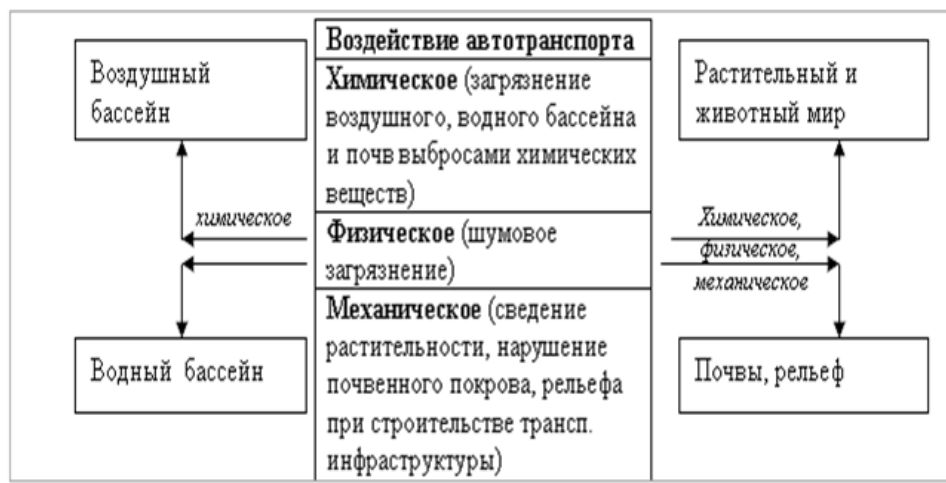 Воздушный
бассейн
химическое
Водный бассейн
Воздействие автотранспорта
Химическое (загрязнение
воздушного, водного бассейна
и почв выбросами химических
веществ)
Физическое (шумовое
загрязнение)
Механическое (сведение
растительности, нарушение
почвенного покрова, рельефа
при строительстве трансп.
инфраструктуры)
Растительный и
животный мир
Химическое,
физическое,
механическое
Почвы, рельеф